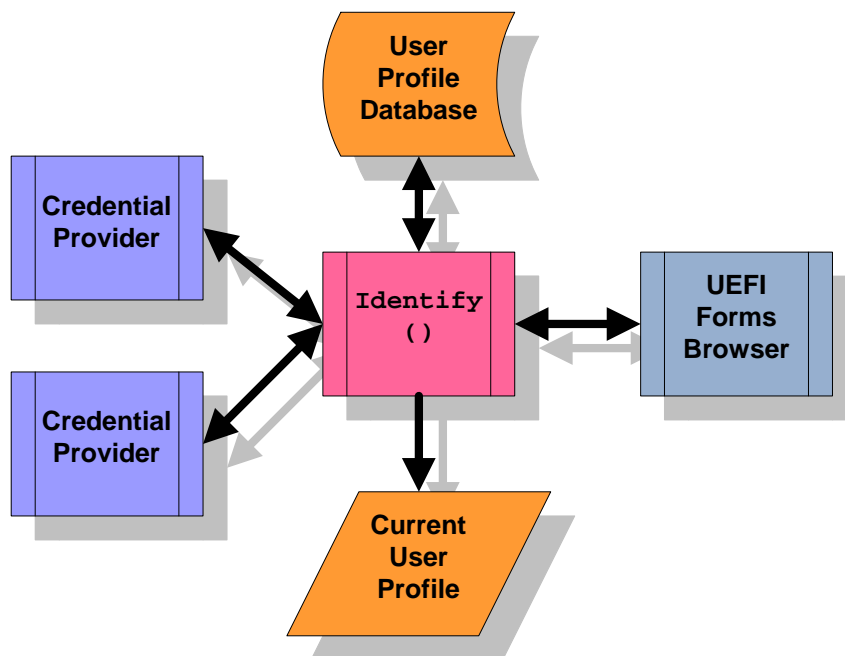 User
Profile
Database
Credential
Provider
Identify
()
UEFI
Forms
Browser
Credential
Provider
Current
User
Profile